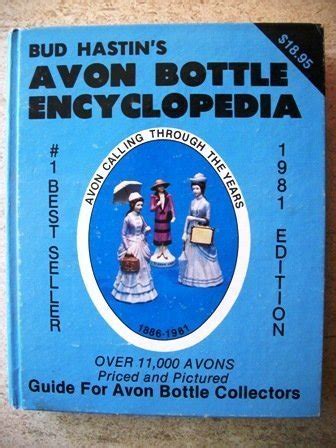 $18.95
BUD HASTIN'S
AVON BOTTLE
ENCYCLOPEDIA
#1 BEST SELLER
AVON CALLING THROUGH THE YEARS
1886-1981
1981 EDITION
OVER 11,000 AVONS
Priced and Pictured
Guide For Avon Bottle Collectors